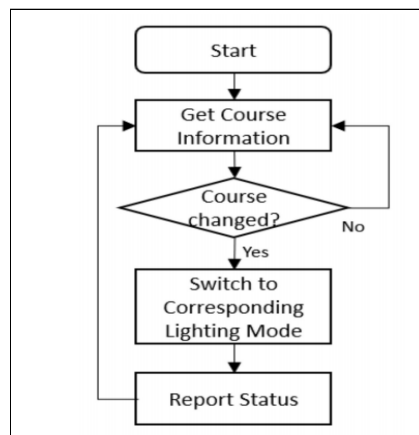 Start
Get Course
Information
Course
changed?
No
Yes
Switch to
Corresponding
Lighting Mode
Report Status